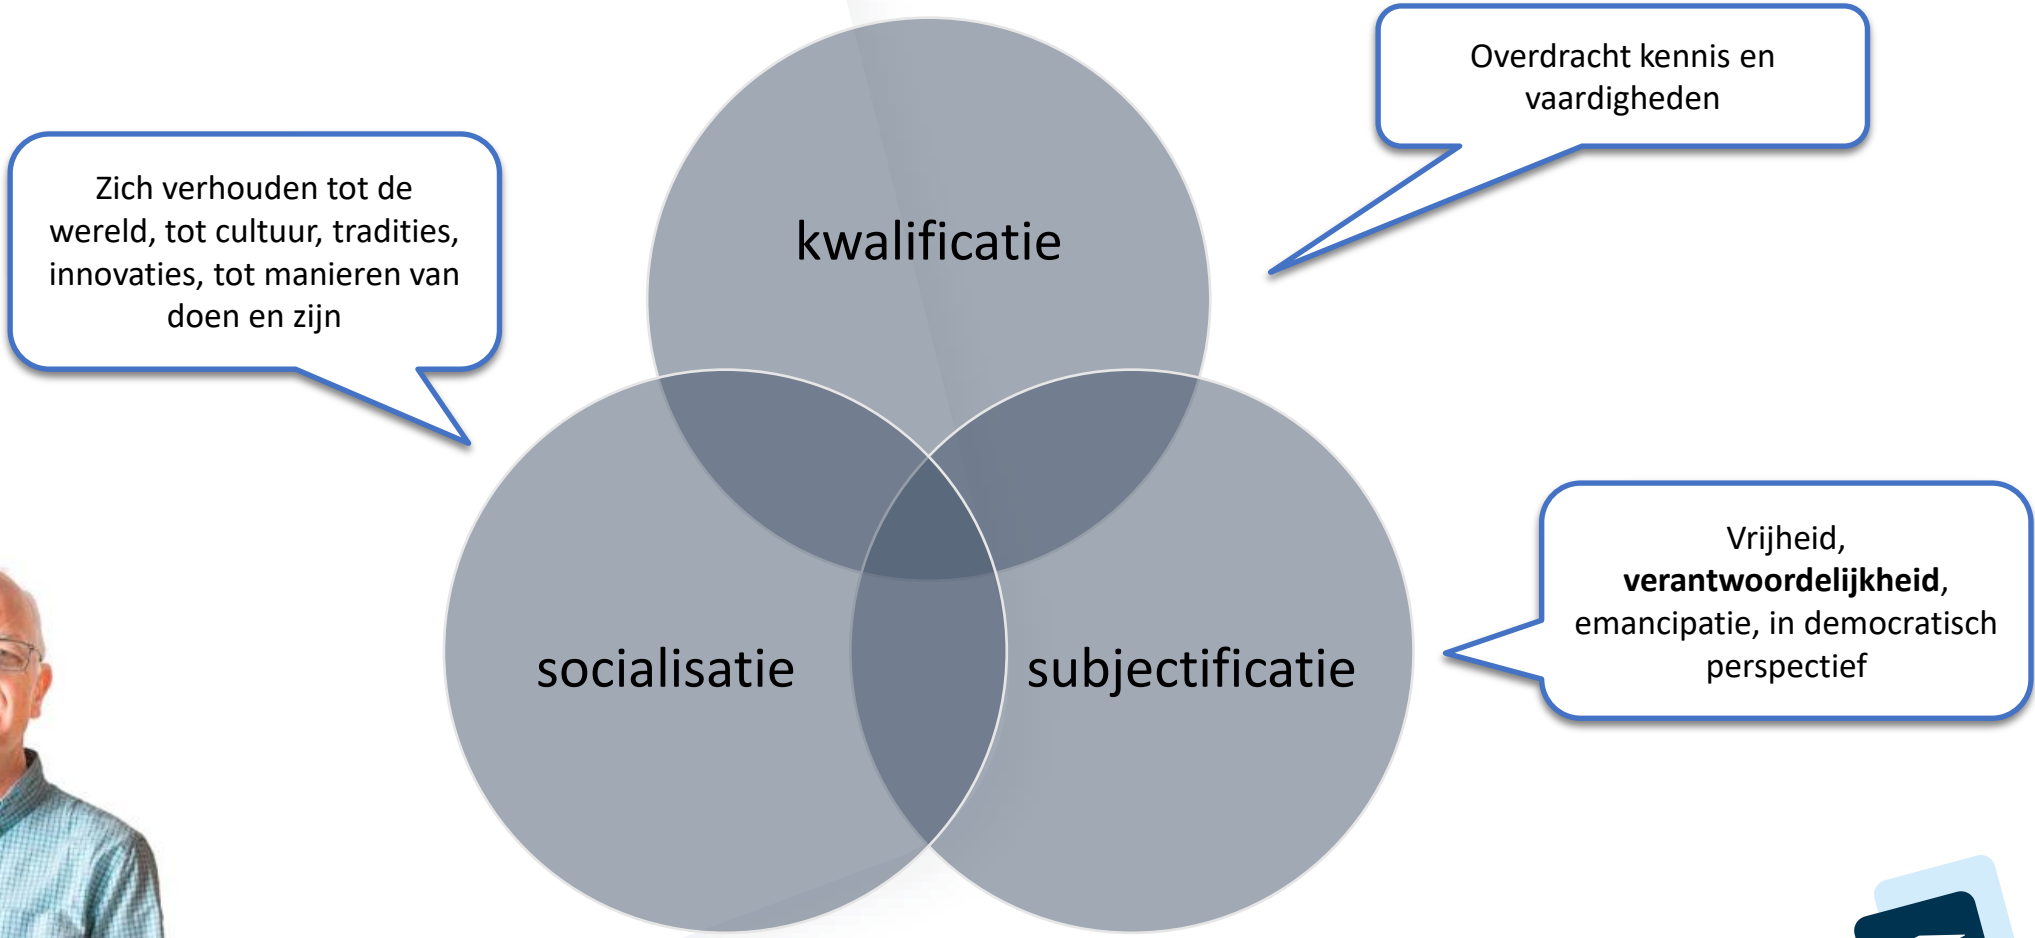 Overdracht kennis en
vaardigheden
Zich verhouden tot de
wereld, tot cultuur, tradities,
innovaties, tot manieren van
doen en zijn
kwalificatie
socialisatie
subjectificatie
Vrijheid,
verantwoordelijkheid,
emancipatie, in democratisch
perspectief